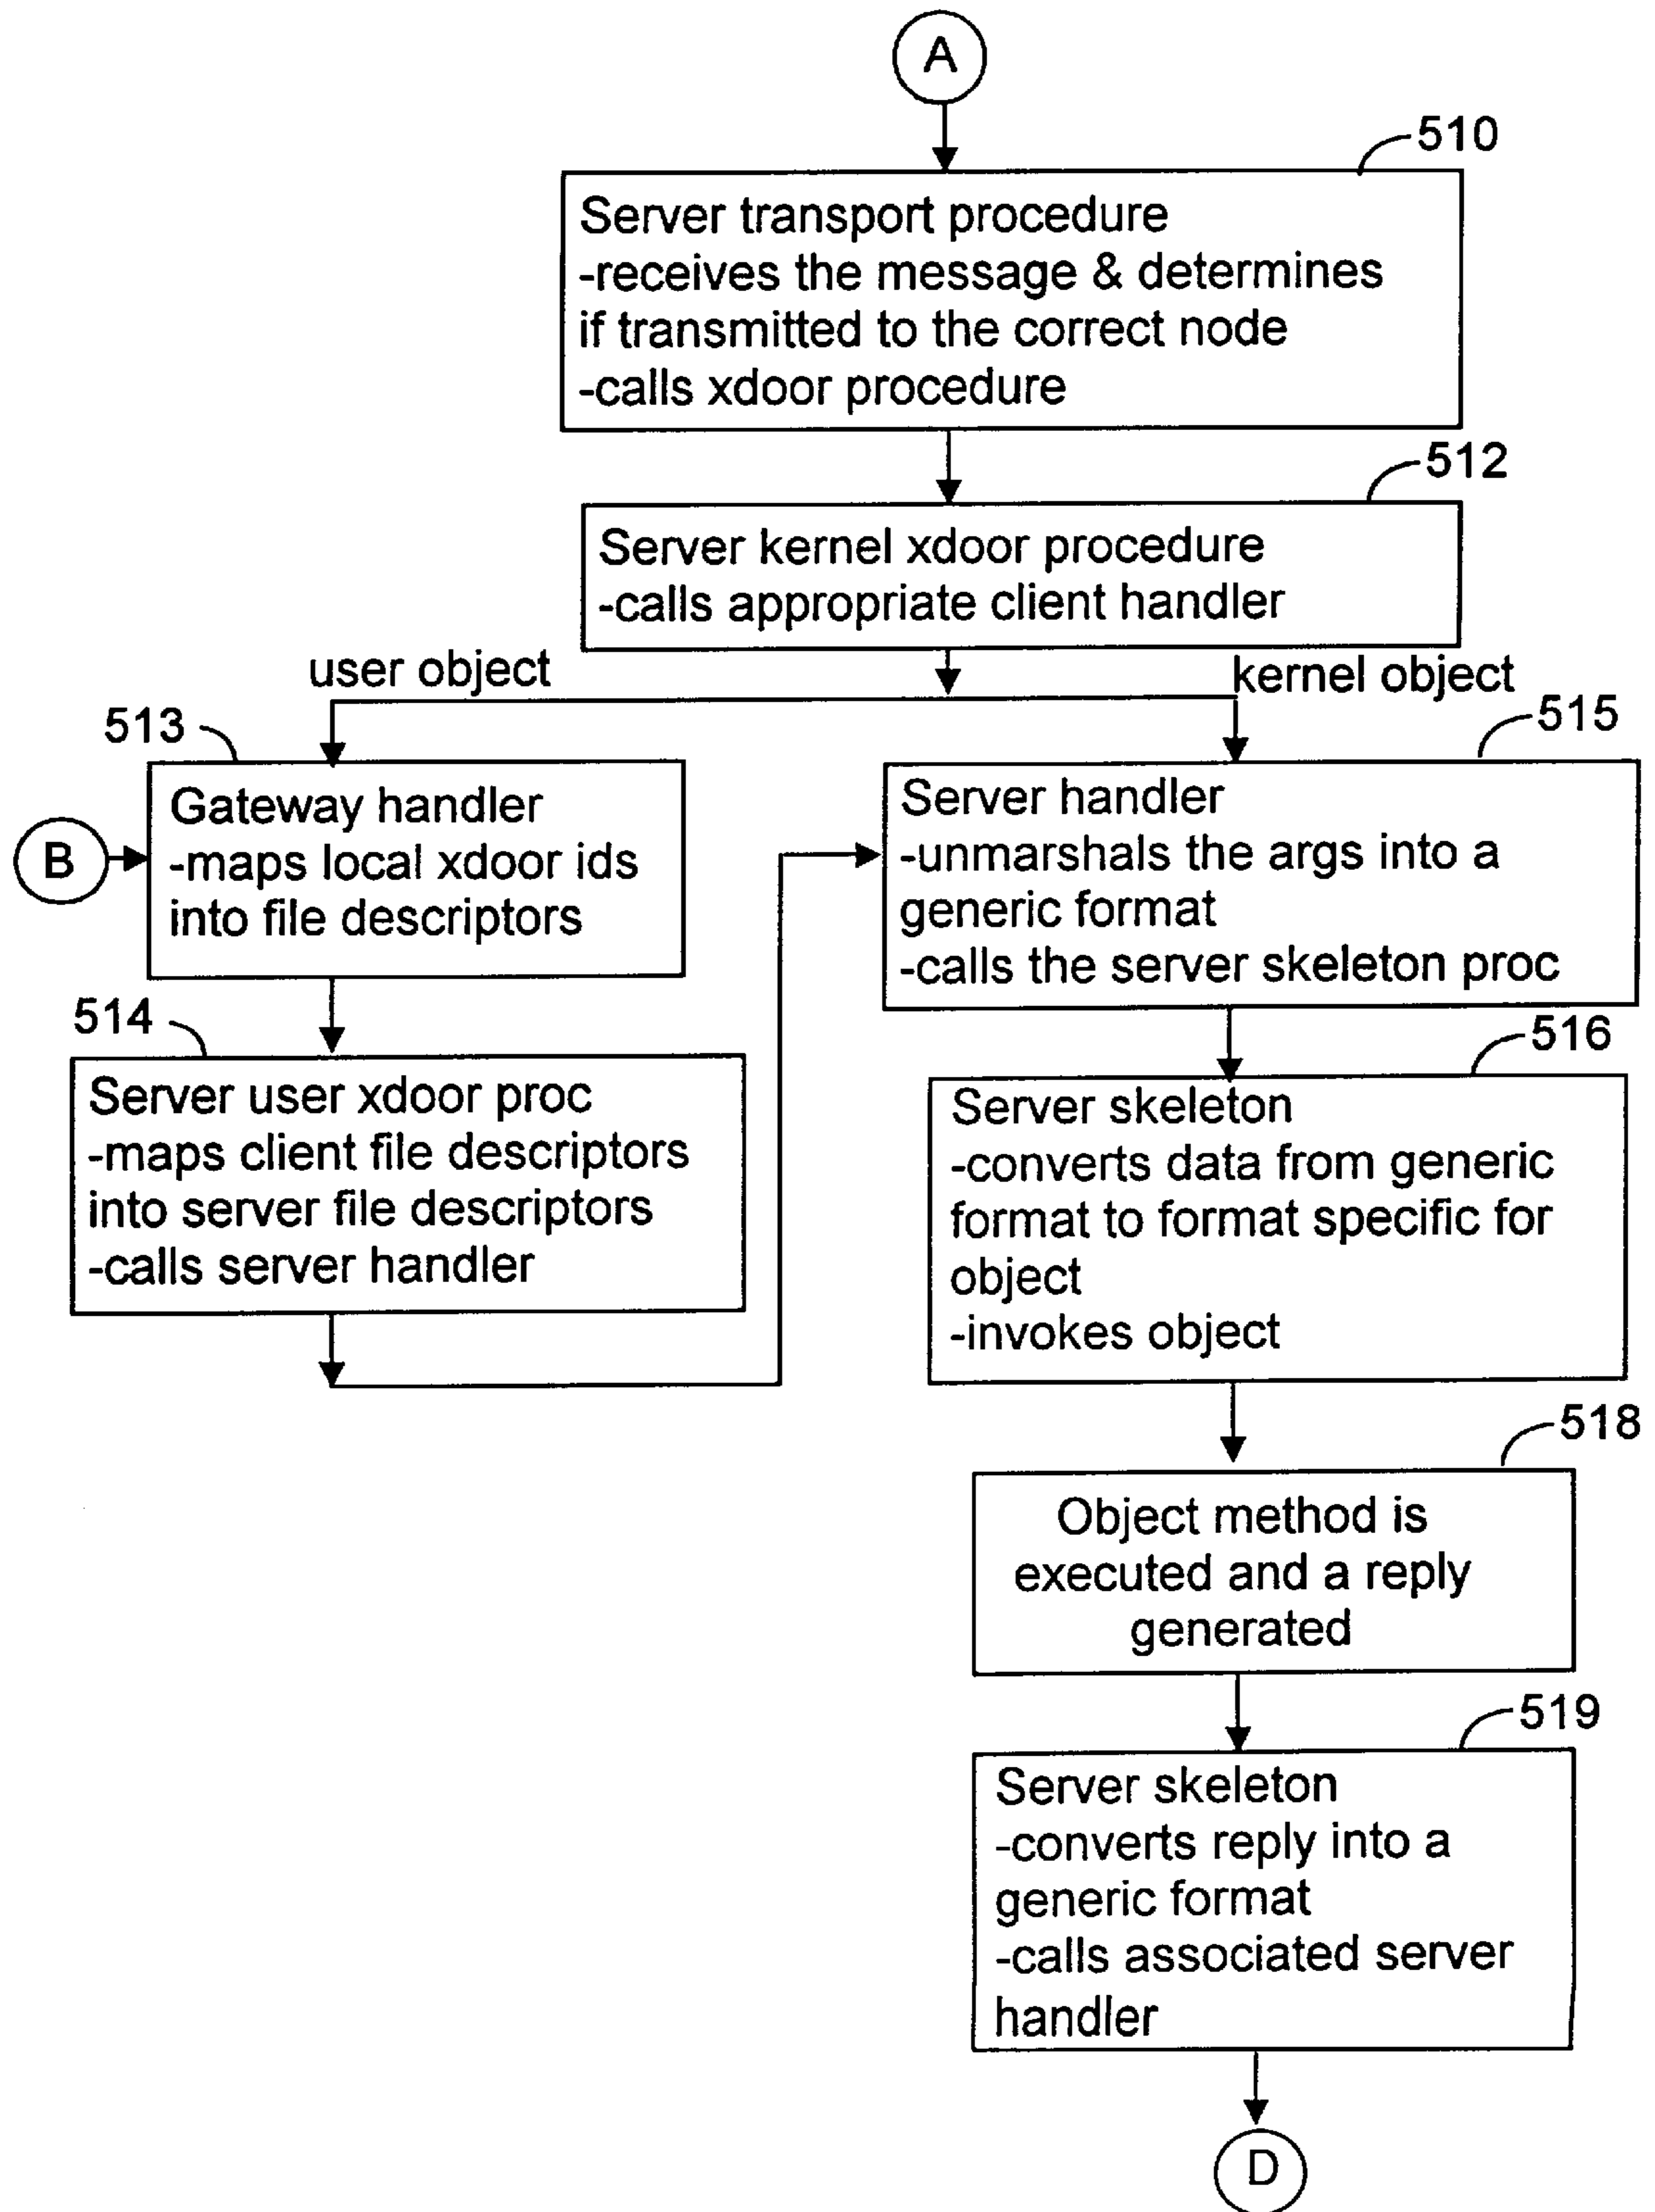 A
510
Server transport procedure
-receives the message & determines
if transmitted to the correct node
-calls xdoor procedure
512
Server kernel xdoor procedure
-calls appropriate client handler
user object
kernel object
513
B
Gateway handler
-maps local xdoor ids
into file descriptors
514
Server user xdoor proc
-maps client file descriptors
into server file descriptors
-calls server handler
515
Server handler
-unmarshals the args into a
generic format
-calls the server skeleton proc
516
Server skeleton
-converts data from generic
format to format specific for
object
-invokes object
518
Object method is
executed and a reply
generated
519
Server skeleton
-converts reply into a
generic format
-calls associated server
handler
D